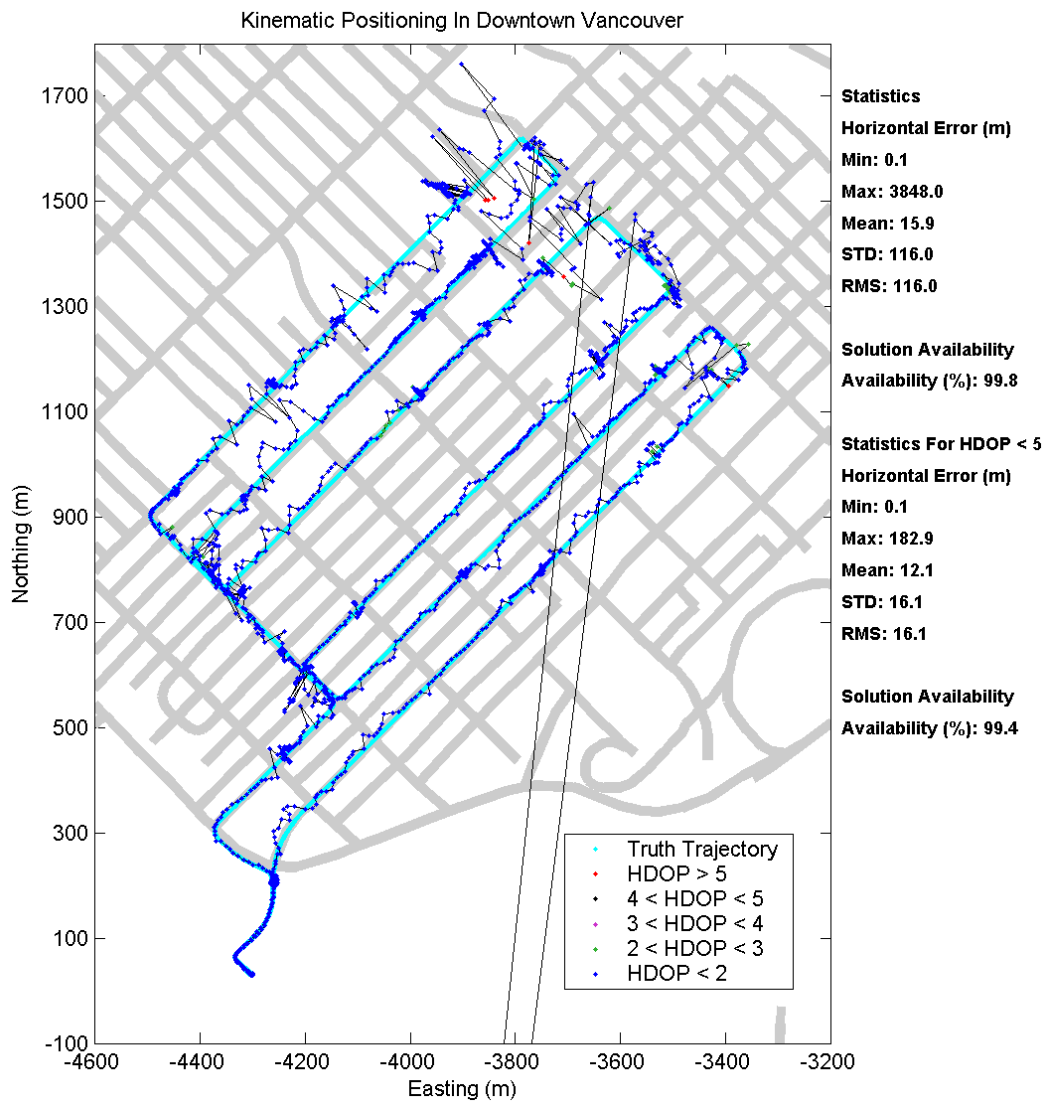 Kinematic Positioning In Downtown Vancouver
1700
1500
1300
1100
900
700
500
300
100
-100
Northing (m)
-4600
-4400
-4200
-4000
-3800
-3600
-3400
-3200
Easting (m)
Truth Trajectory
HDOP > 5
4 < HDOP < 5
3 < HDOP < 4
2 < HDOP < 3
HDOP < 2
Statistics
Horizontal Error (m)
Min: 0.1
Max: 3848.0
Mean: 15.9
STD: 116.0
RMS: 116.0
Solution Availability
Availability (%): 99.8
Statistics For HDOP < 5
Horizontal Error (m)
Min: 0.1
Max: 182.9
Mean: 12.1
STD: 16.1
RMS: 16.1
Solution Availability
Availability (%): 99.4